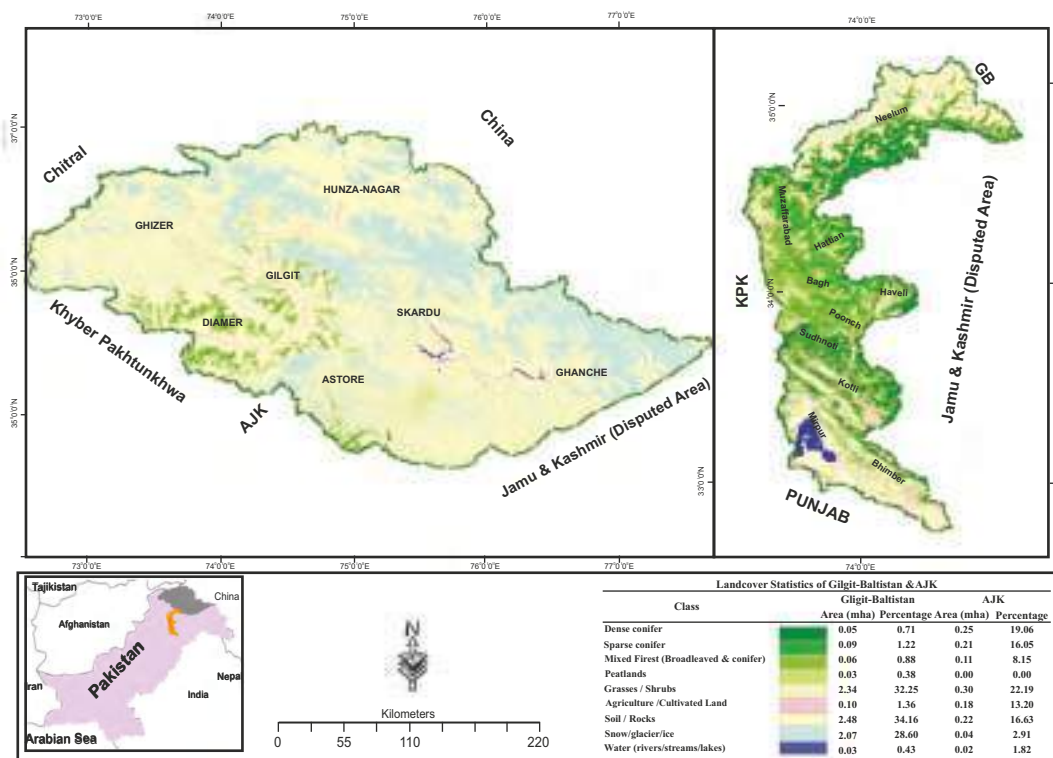 73°0'0"E 74°0'0"E 75°0'0"E 76°0'0"E 77°0'0"E
74°0'0"E
37°0'0"N
35°0'0"N
35°0'0"N
Chitral
China
HUNZA-NAGAR
GHIZER
GILGIT
DIAMER
SKARDU
ASTORE
GHANCHE
Khyber Pakhtunkhwa
AJK
Jamu & Kashmir (Disputed Area)
73°0'0"E 74°0'0"E 75°0'0"E 76°0'0"E 77°0'0"E
35°0'0"N
34°0'0"N
33°0'0"N
GB
Neelum
Muzaffarabad
Hattian
Bagh
Haveli
KPK
Poonch
Sudhnoti
Kotli
Mirpur
Bhimber
PUNJAB
Jamu & Kashmir (Disputed Area)
74°0'0"E
Tajikistan
China
Afghanistan
Pakistan
Nepa
Iran
India
Arabian Sea
N
Kilometers
0 55 110 220
Landcover Statistics of Gilgit-Baltistan &AJK
Class Gligit-Baltistan AJK
Area (mha) Percentage Area (mha) Percentage
Dense conifer 0.05 0.71 0.25 19.06
Sparse conifer 0.09 1.22 0.21 16.05
Mixed Firest (Broadleaved & conifer) 0.06 0.88 0.11 8.15
Peatlands 0.03 0.38 0.00 0.00
Grasses / Shrubs 2.34 32.25 0.30 22.19
Agriculture /Cultivated Land 0.10 1.36 0.18 13.20
Soil / Rocks 2.48 34.16 0.22 16.63
Snow/glacier/ice 2.07 28.60 0.04 2.91
Water (rivers/streams/lakes) 0.03 0.43 0.02 1.82